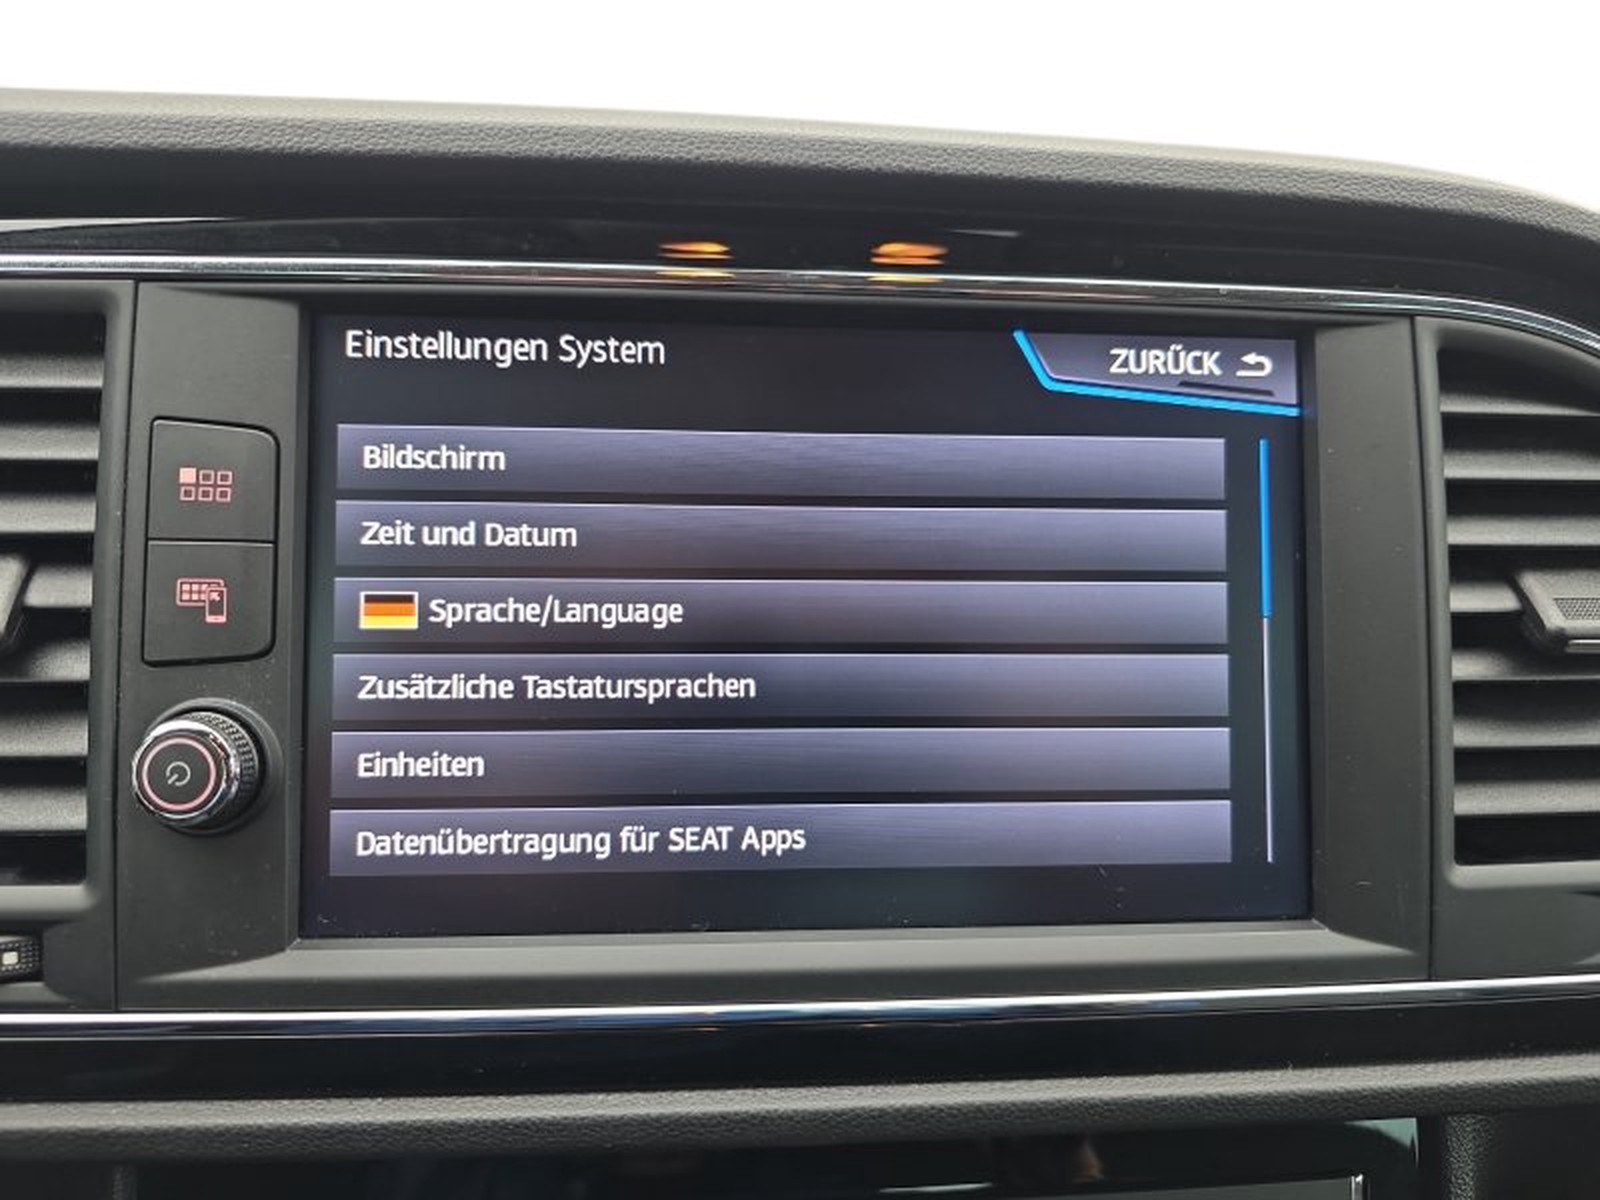 Einstellungen System
ZURÜCK
Bildschirm
Zeit und Datum
Sprache/Language
Zusätzliche Tastatursprachen
Einheiten
Datenübertragung für SEAT Apps